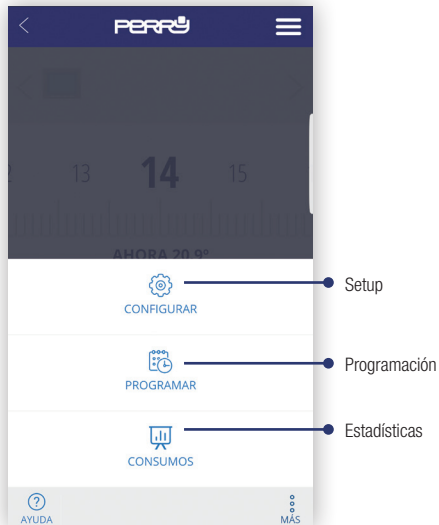 PERRY
12 13 14 15
AHORA 20.9°
CONFIGURAR
Setup
PROGRAMAR
Programación
CONSUMOS
Estadísticas
AYUDA
MÁS